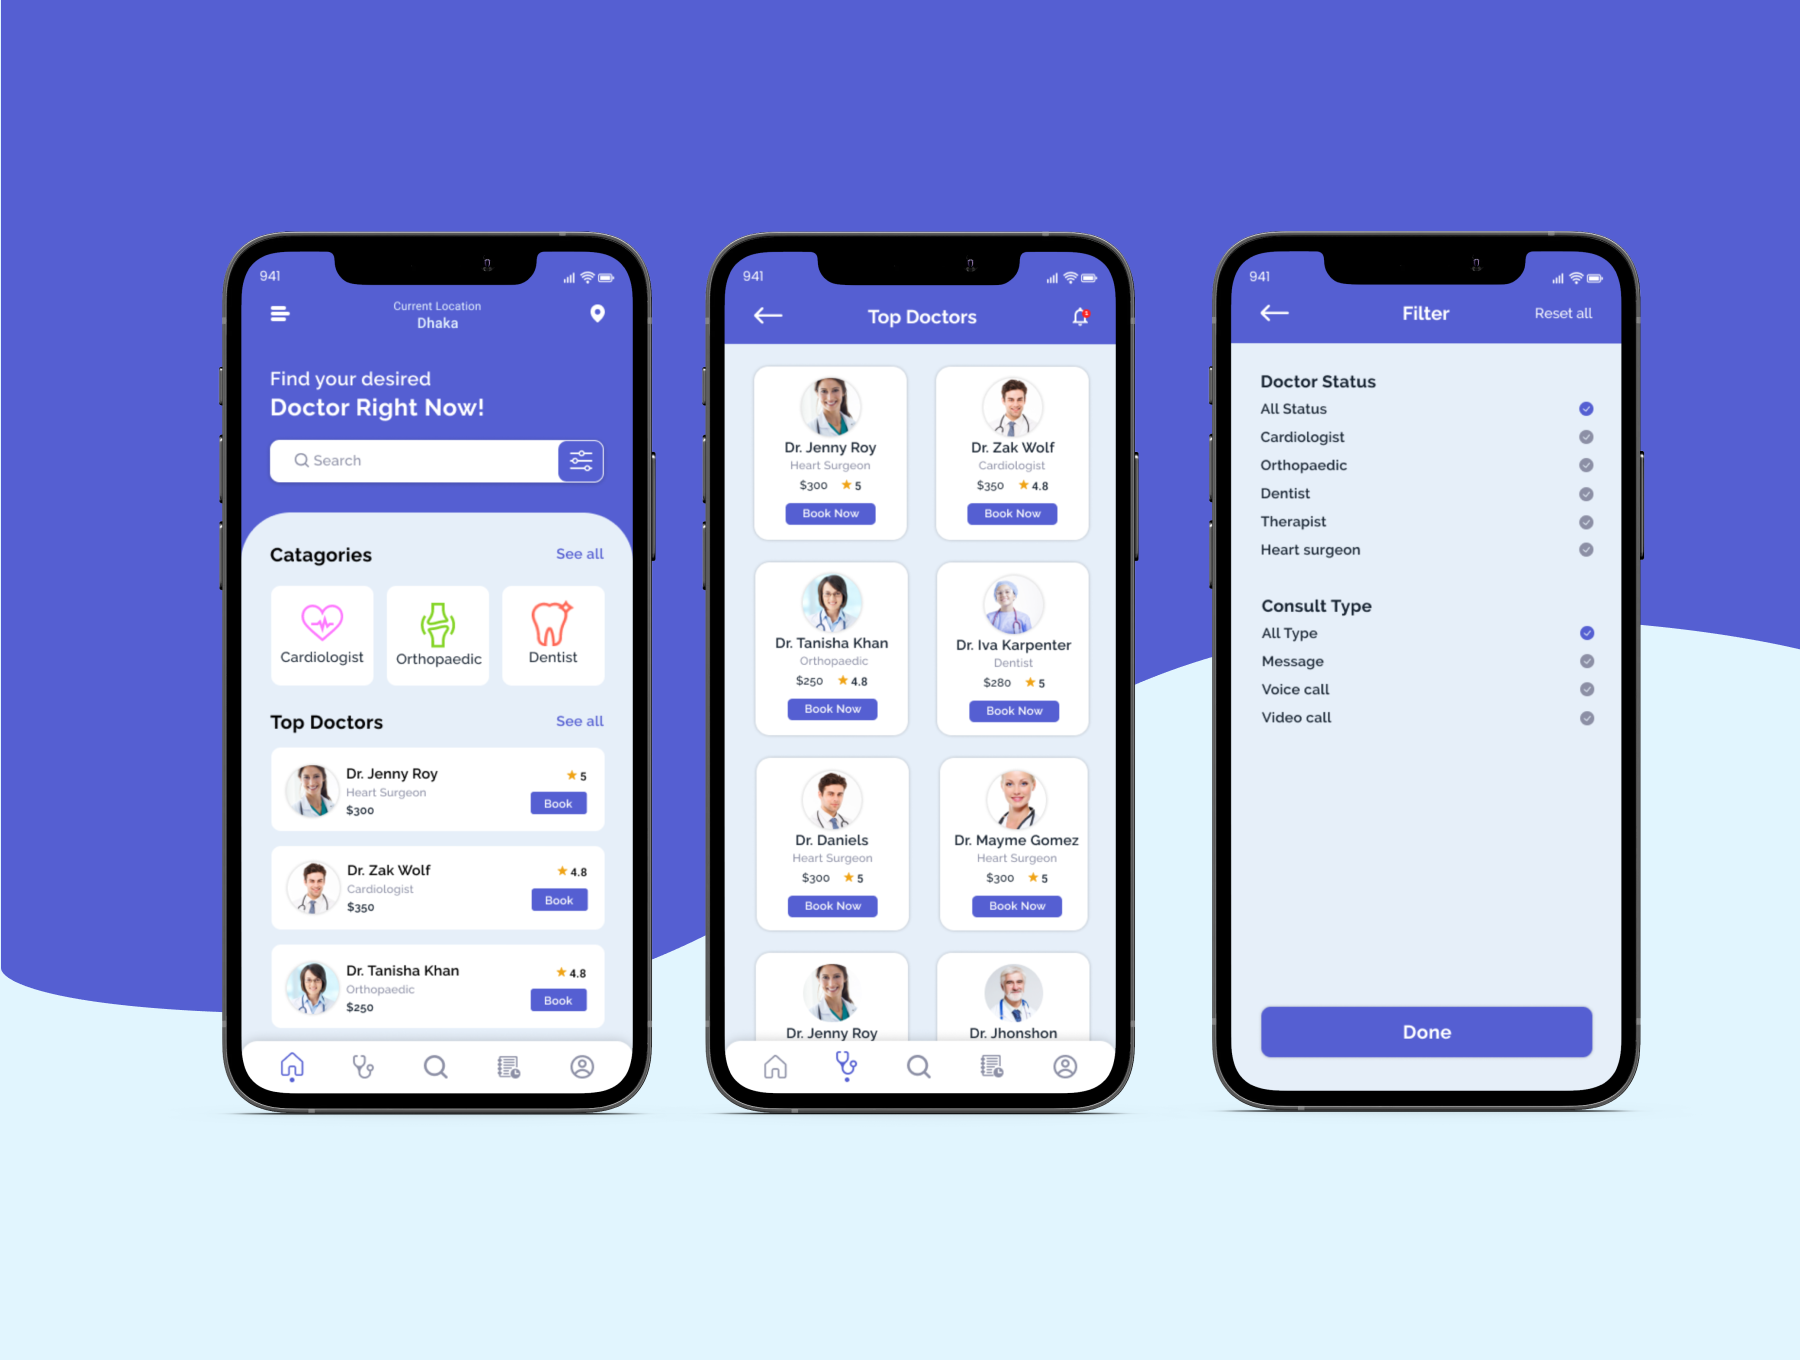 941
Current Location
Dhaka
Find your desired
Doctor Right Now!
Search
Catagories
See all
Cardiologist
Orthopaedic
Dentist
Top Doctors
See all
Dr. Jenny Roy
Heart Surgeon
$300
5
Book
Dr. Zak Wolf
Cardiologist
$350
4.8
Book
Dr. Tanisha Khan
Orthopaedic
$250
4.8
Book
941
Top Doctors
1
Dr. Jenny Roy
Heart Surgeon
$300 5
Book Now
Dr. Zak Wolf
Cardiologist
$350 4.8
Book Now
Dr. Tanisha Khan
Orthopaedic
$250 4.8
Book Now
Dr. Iva Karpenter
Dentist
$280 5
Book Now
Dr. Daniels
Heart Surgeon
$300 5
Book Now
Dr. Mayme Gomez
Heart Surgeon
$300 5
Book Now
Dr. Jenny Roy
Dr. Jhonshon
941
Filter
Reset all
Doctor Status
All Status
Cardiologist
Orthopaedic
Dentist
Therapist
Heart surgeon
Consult Type
All Type
Message
Voice call
Video call
Done